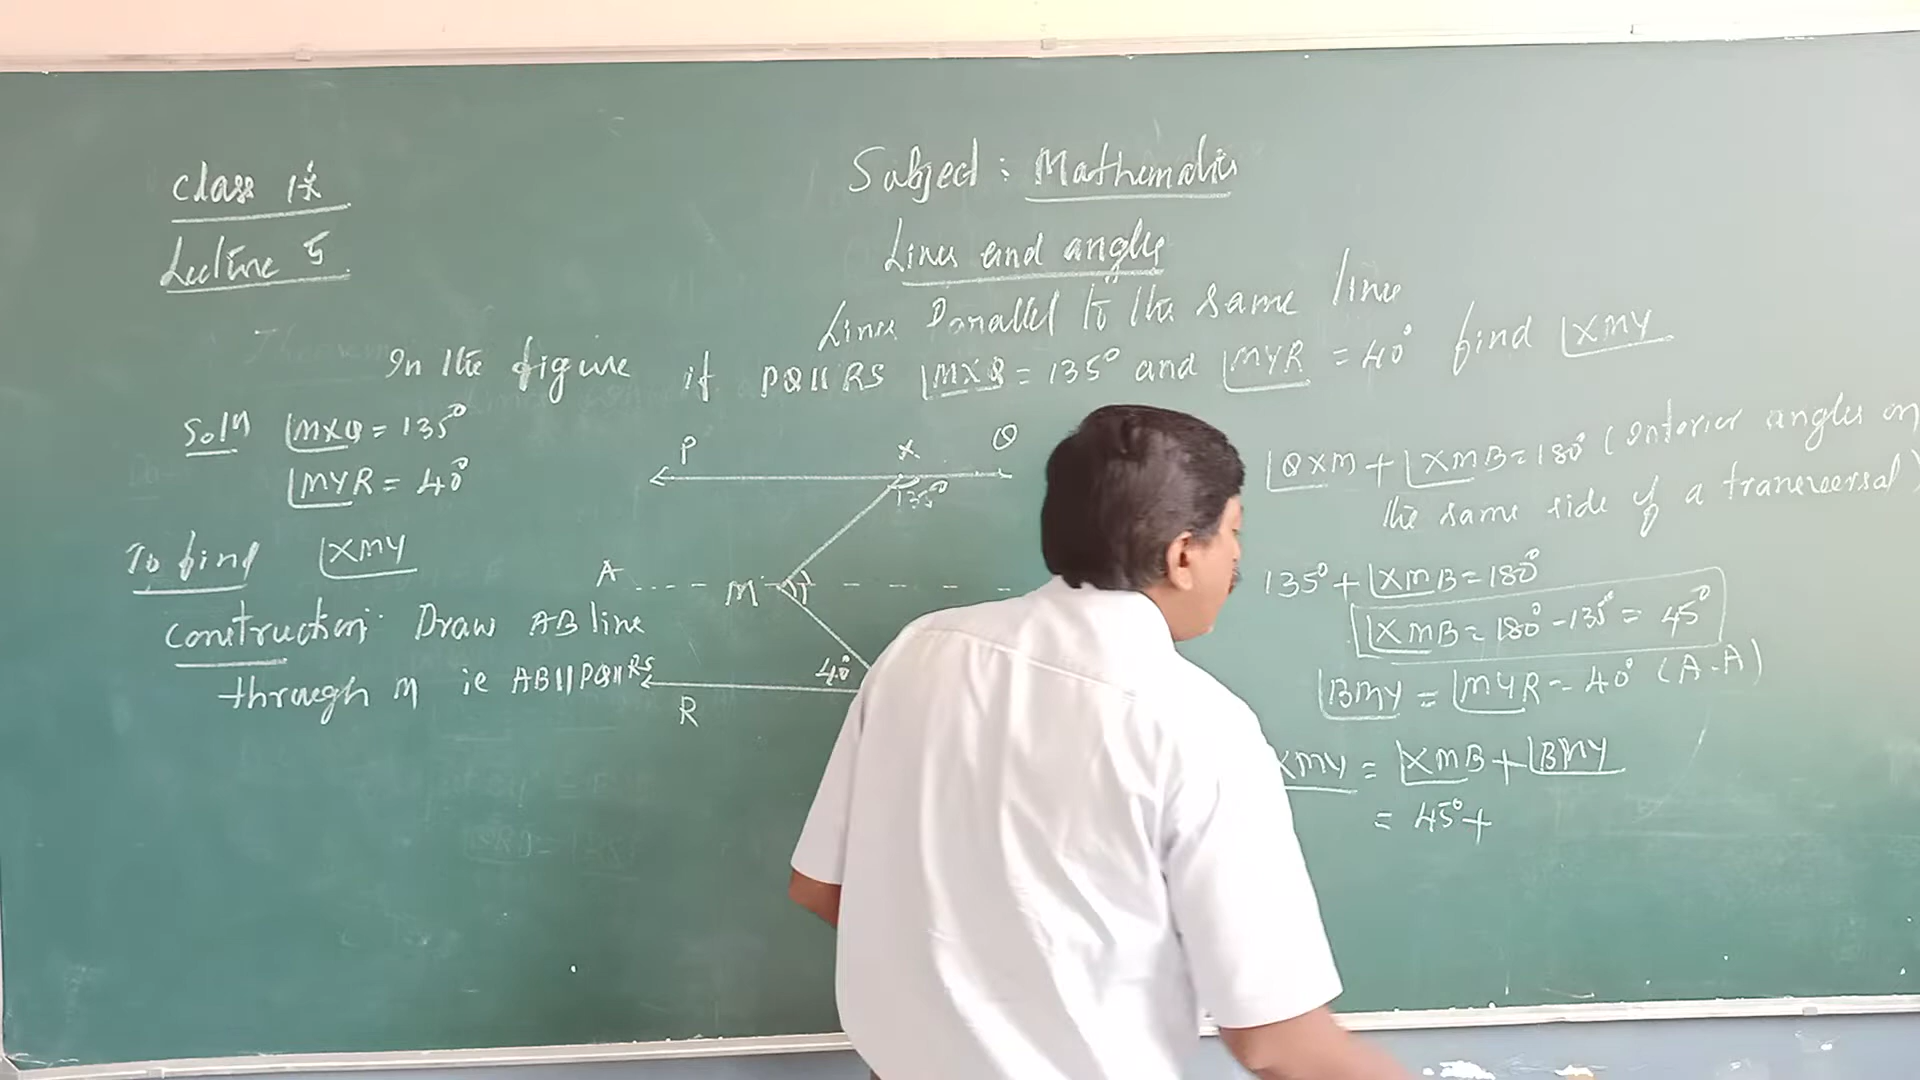 Class IX
Lecture 5
Subject : Mathematics
Lines and angles
Lines Parallel to the same line
In the figure if PQ || RS ∠MXQ = 135° and ∠MYR = 40° find ∠XMY
Soln ∠MXQ = 135°
∠MYR = 40°
To find ∠XMY
Construction: Draw AB line
through M ie AB||PQ||RS
P X Q
135°
A M
40°
R
∠QXM + ∠XMB = 180° (Interior angles on
the same side of a transversal)
135° + ∠XMB = 180°
∠XMB = 180° - 135° = 45°
∠BMY = ∠MYR = 40° (A.A)
XMY = ∠XMB + ∠BMY
= 45° +